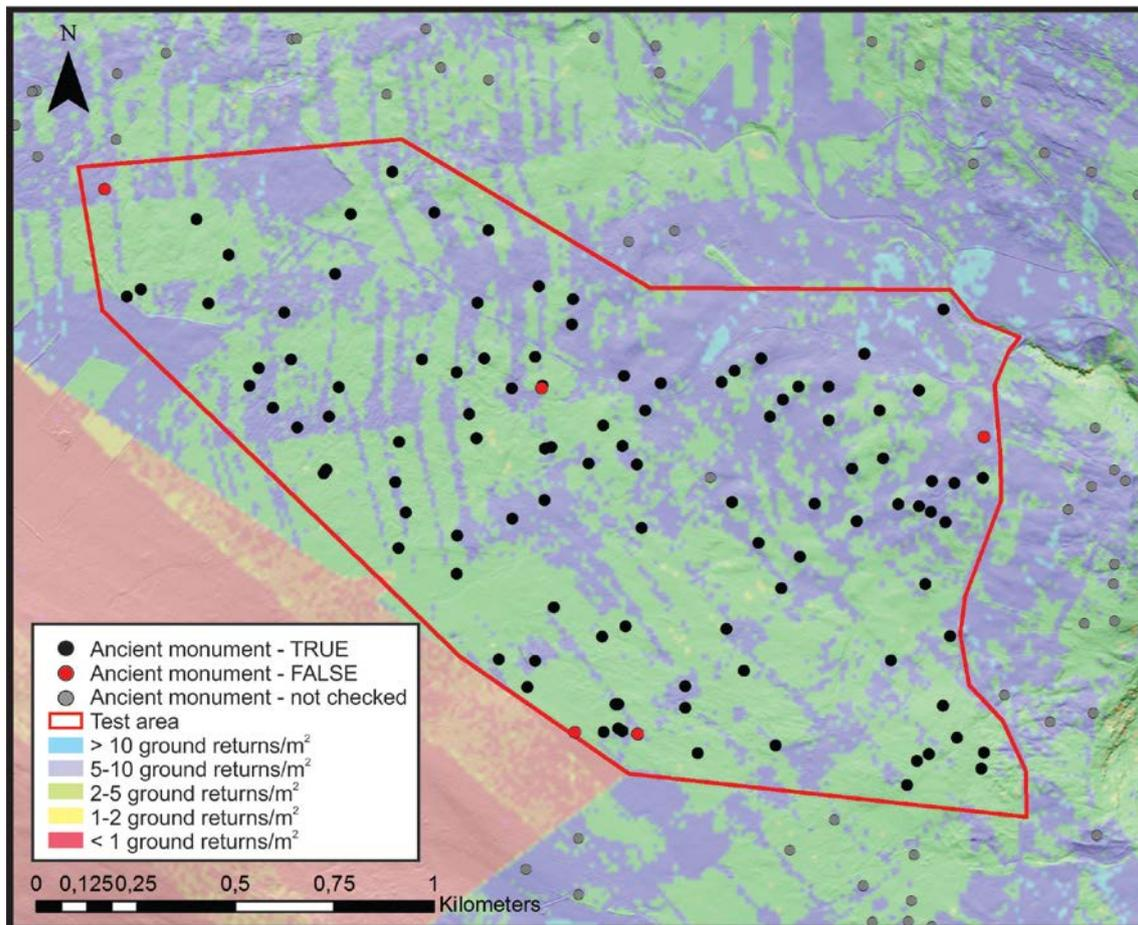 N
Ancient monument - TRUE
Ancient monument - FALSE
Ancient monument - not checked
Test area
> 10 ground returns/m²
5-10 ground returns/m²
2-5 ground returns/m²
1-2 ground returns/m²
< 1 ground returns/m²
0 0,1250,25 0,5 0,75 1
Kilometers